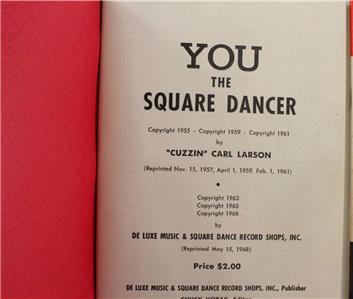 YOU
THE
SQUARE DANCER
Copyright 1955 - Copyright 1959 - Copyright 1961
by
"CUZZIN" CARL LARSON
(Reprinted Nov. 15, 1957, April 1, 1959. Feb. 1, 1961)
•
Copyright 1963
Copyright 1965
Copyright 1968
by
DE LUXE MUSIC & SQUARE DANCE RECORD SHOPS, INC.
(Reprinted May 15, 1968)
Price $2.00
DE LUXE MUSIC & SQUARE DANCE RECORD SHOPS, INC., Publisher